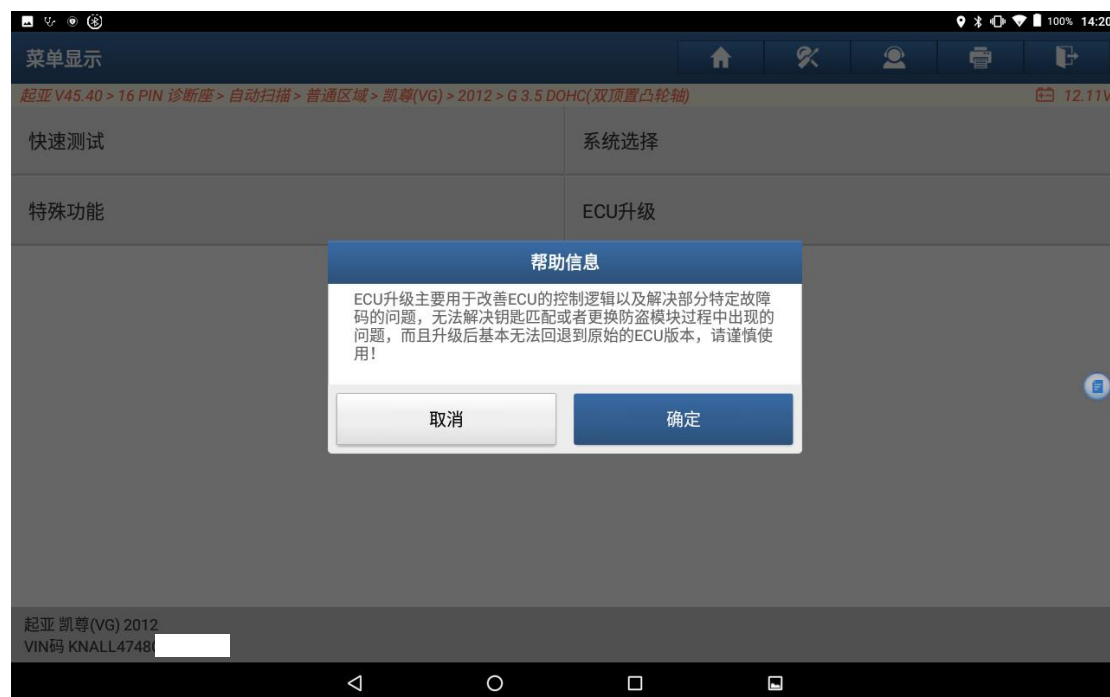 100% 14:20
菜单显示
起亚 V45.40 > 16 PIN 诊断座 > 自动扫描 > 普通区域 > 凯尊(VG) > 2012 > G 3.5 DOHC(双顶置凸轮轴)
12.11V
快速测试
系统选择
特殊功能
ECU升级
帮助信息
ECU升级主要用于改善ECU的控制逻辑以及解决部分特定故障
码的问题，无法解决钥匙匹配或者更换防盗模块过程中出现的
问题，而且升级后基本无法回退到原始的ECU版本，请谨慎使
用！
取消
确定
起亚 凯尊(VG) 2012
VIN码 KNALL4748